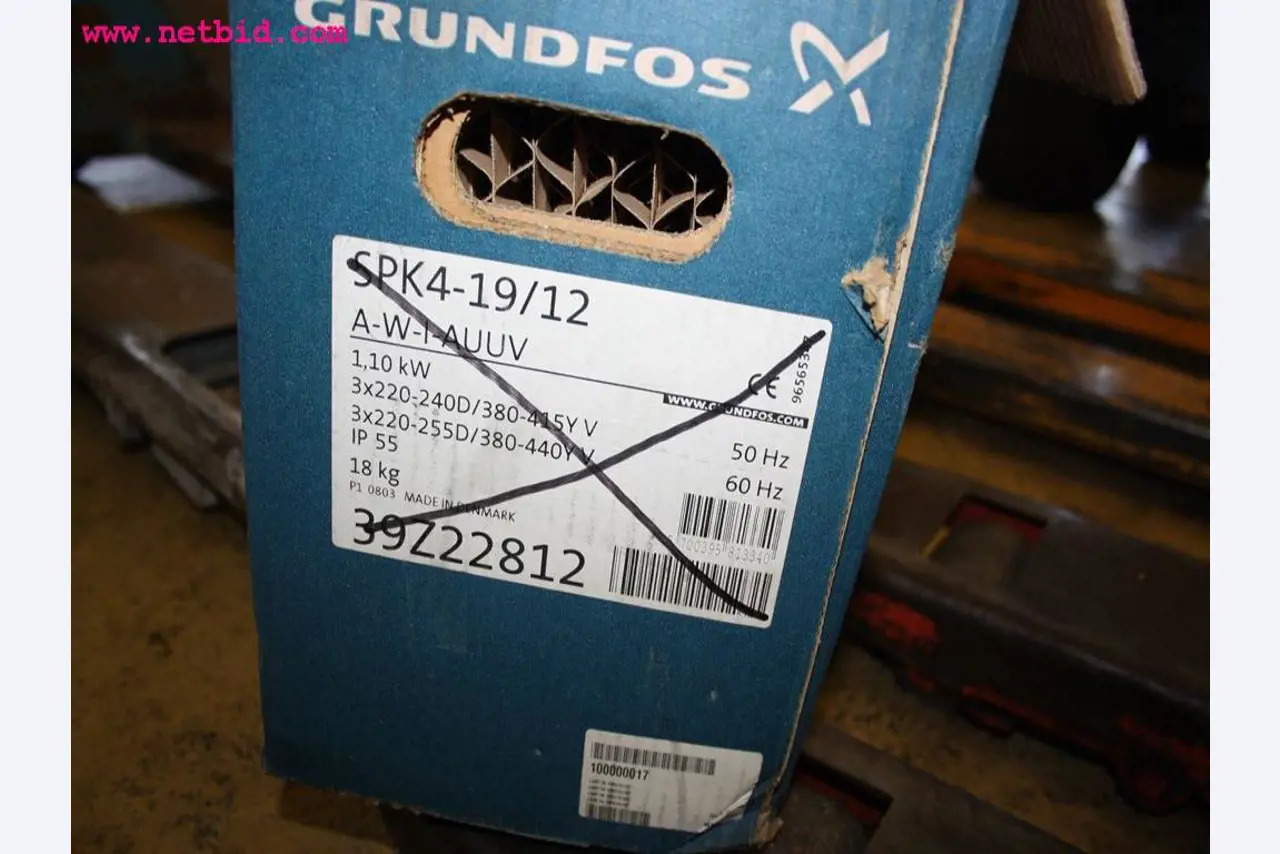 www.netbid.com
GRUNDFOS
SPK4-19/12
A-W-I-AUUV
1,10 kW
CE
WWW.GRUNDFOS.COM
3x220-240D/380-415Y V 50 Hz
3x220-255D/380-440Y V 60 Hz
IP 55
18 kg
P1 0803 MADE IN DENMARK
39Z22812
100000017